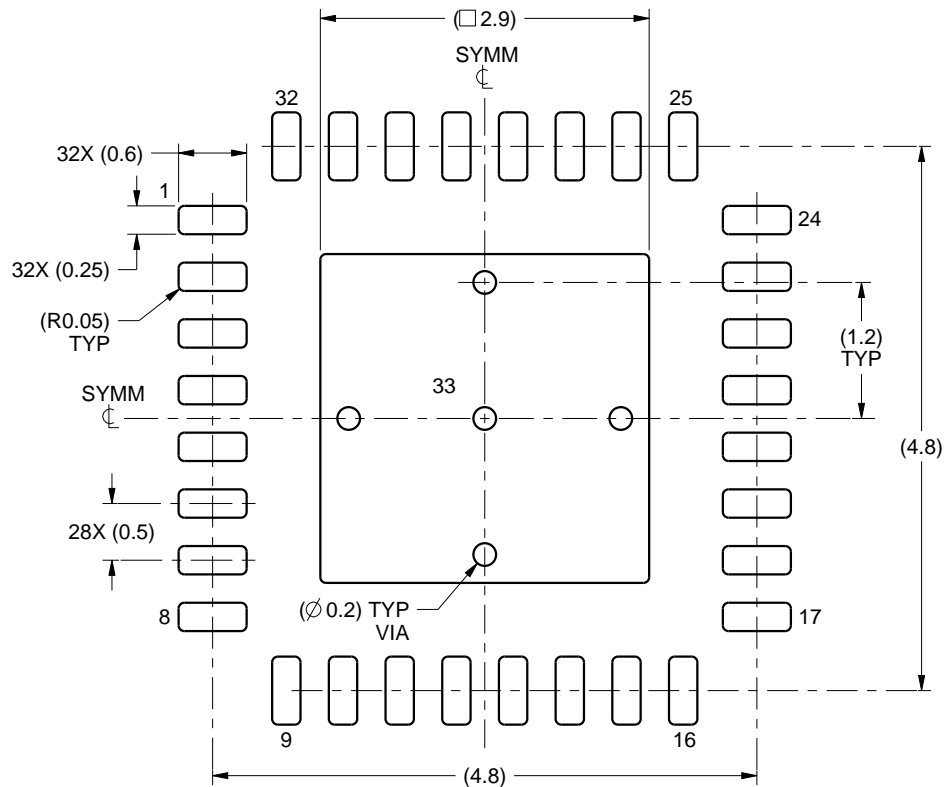 (□ 2.9)
SYMM
℄
32
25
32X (0.6)
1
24
32X (0.25)
(R0.05)
TYP
(1.2)
TYP
33
SYMM
℄
(4.8)
28X (0.5)
(∅ 0.2) TYP
VIA
8
17
9
16
(4.8)